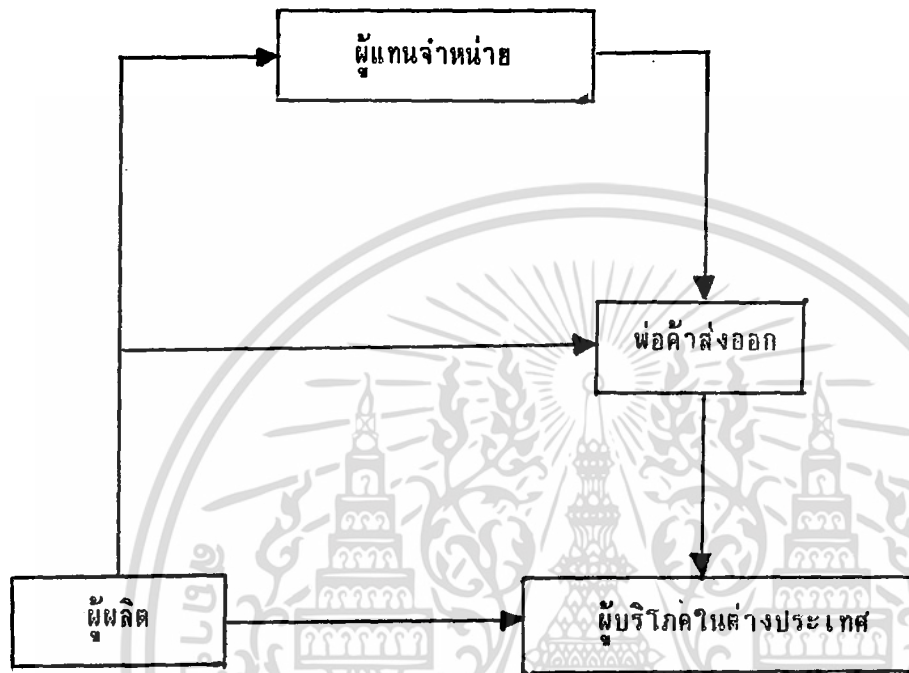 ผู้แทนจำหน่าย
พ่อค้าส่งออก
ผู้ผลิต
ผู้บริโภคในต่างประเทศ